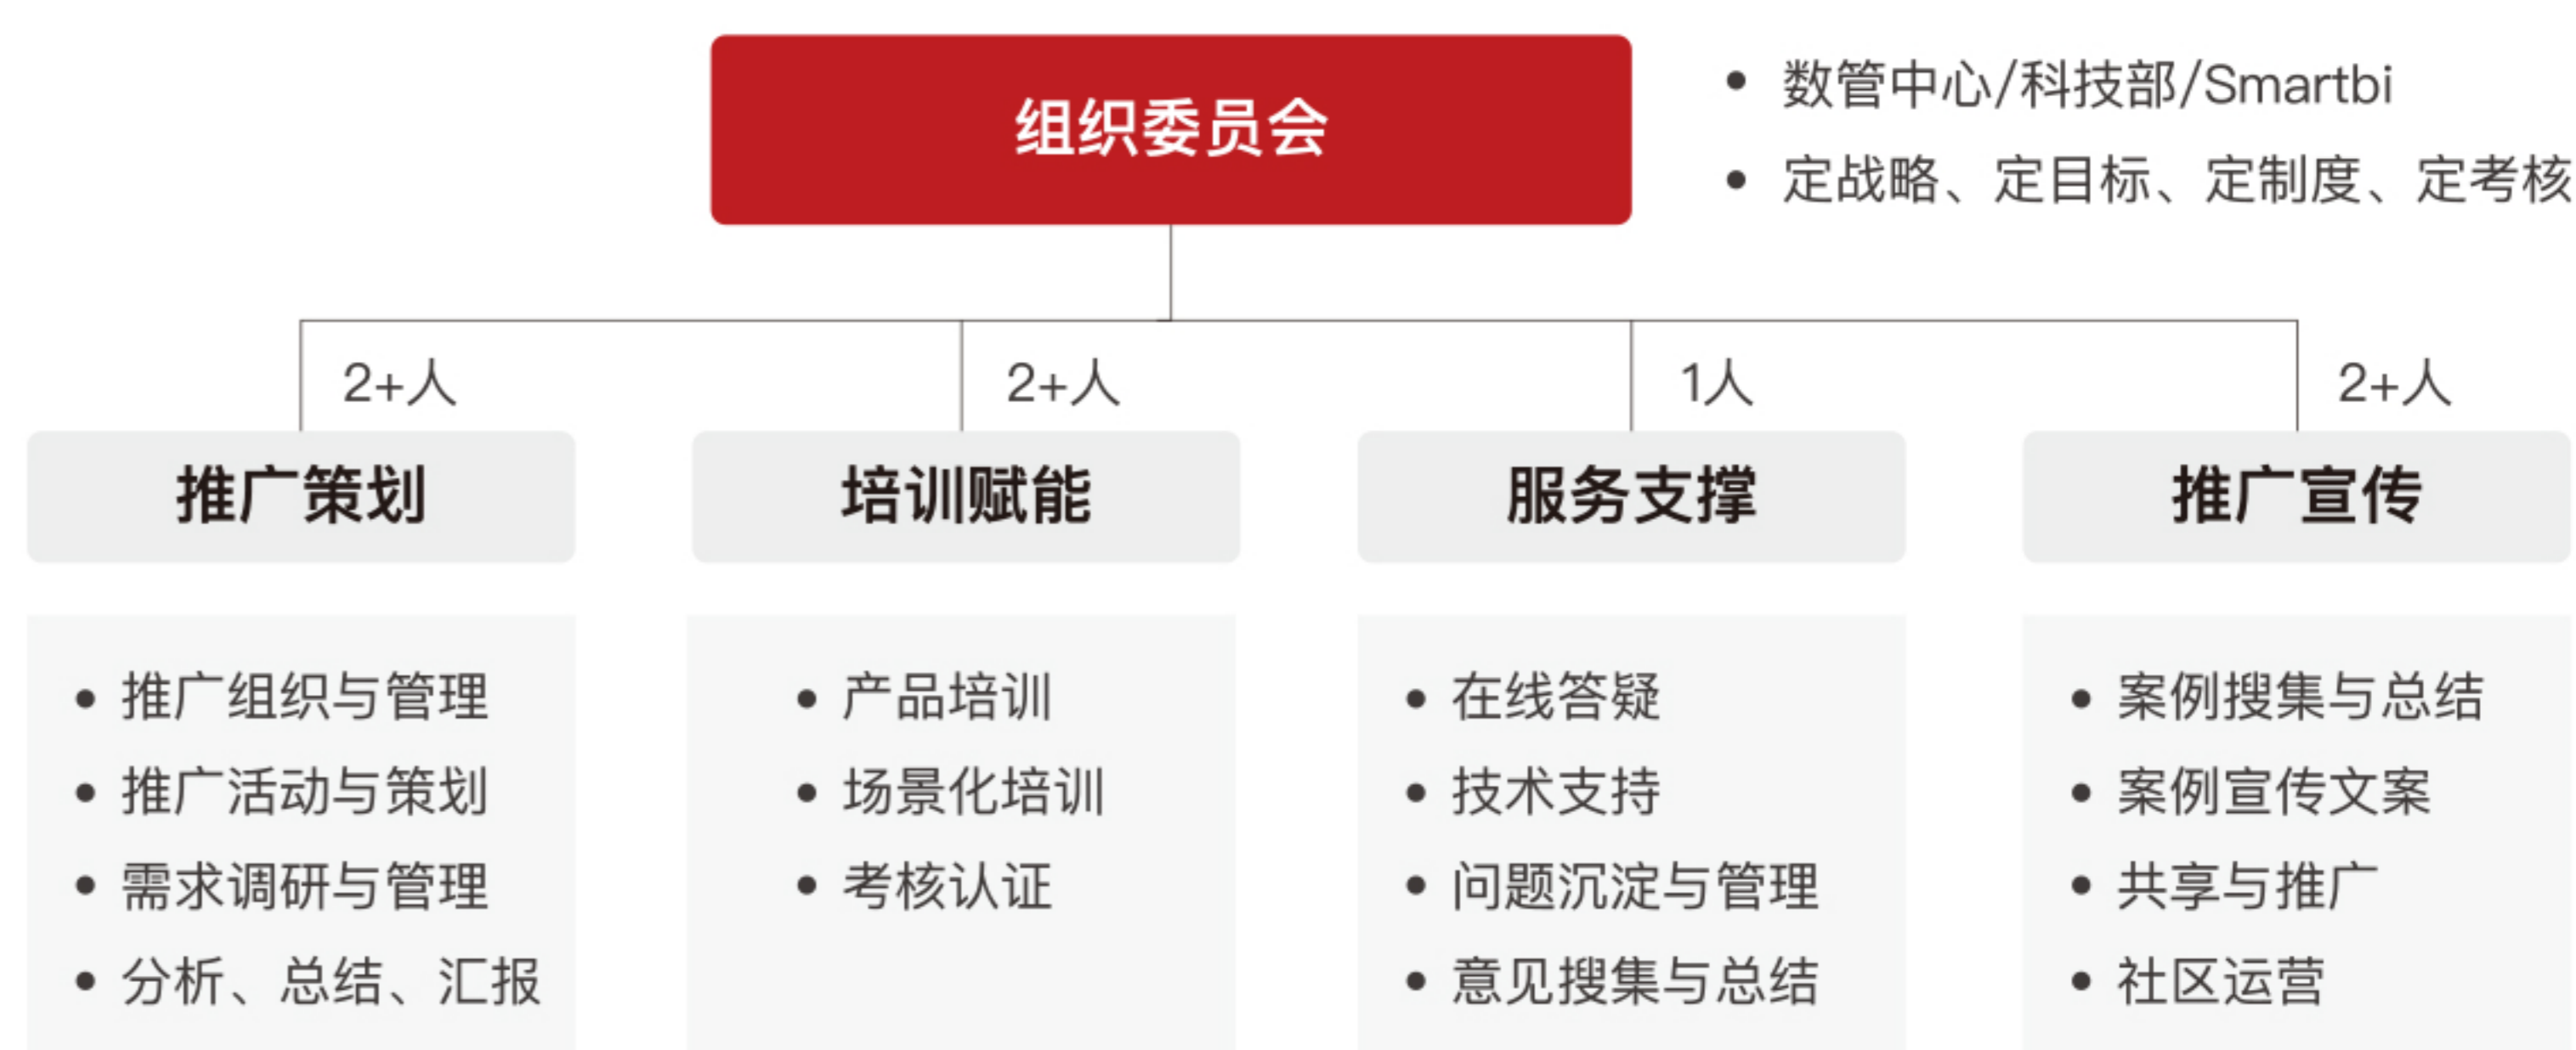 组织委员会
数管中心/科技部/Smartbi
定战略、定目标、定制度、定考核
2+人
2+人
1人
2+人
推广策划
培训赋能
服务支撑
推广宣传
推广组织与管理
推广活动与策划
需求调研与管理
分析、总结、汇报
产品培训
场景化培训
考核认证
在线答疑
技术支持
问题沉淀与管理
意见搜集与总结
案例搜集与总结
案例宣传文案
共享与推广
社区运营